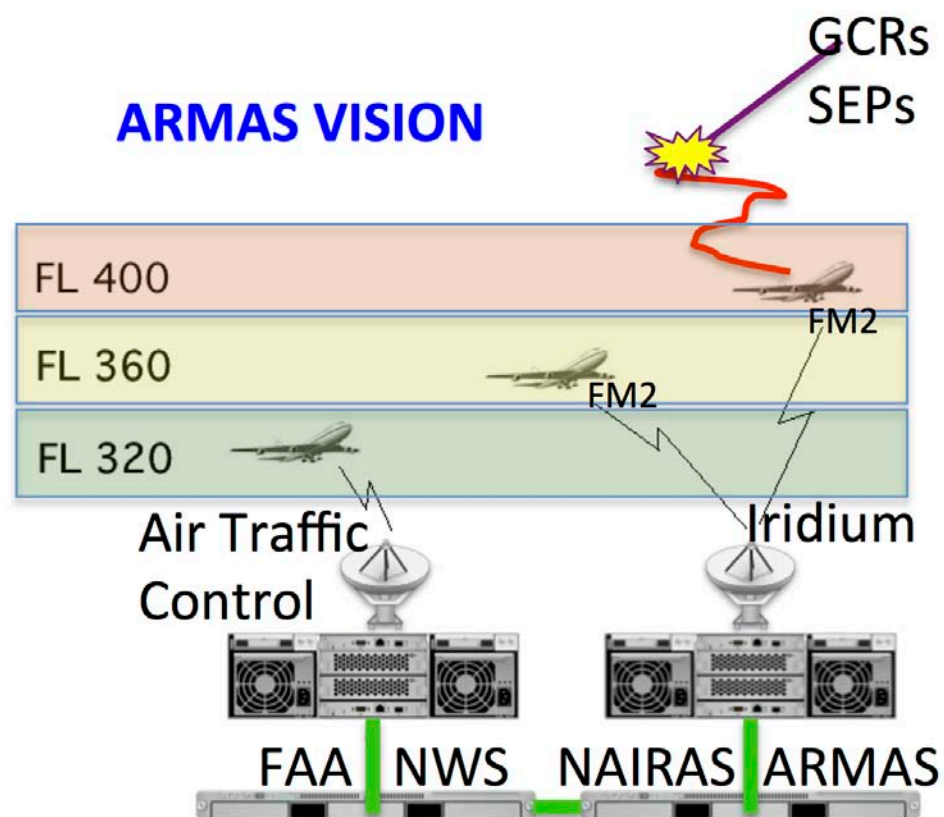 GCRs
SEPs
ARMAS VISION
FL 400
FM2
FL 360
FM2
FL 320
Air Traffic
Control
Iridium
FAA NWS
NAIRAS ARMAS